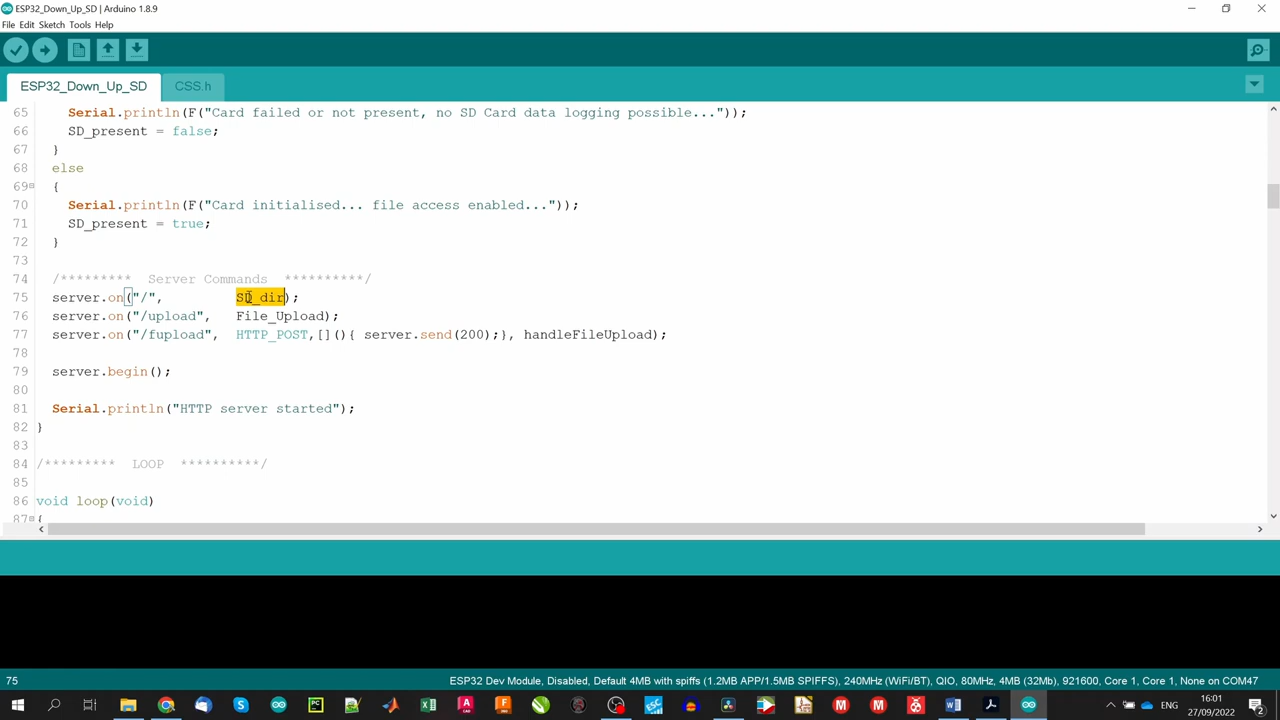 ESP32_Down_Up_SD | Arduino 1.8.9
File Edit Sketch Tools Help
ESP32_Down_Up_SD
CSS.h
65 Serial.println(F("Card failed or not present, no SD Card data logging possible..."));
66 SD_present = false;
67 }
68 else
69 {
70 Serial.println(F("Card initialised... file access enabled..."));
71 SD_present = true;
72 }
73
74 /********* Server Commands **********/
75 server.on("/", SD_dir);
76 server.on("/upload", File_Upload);
77 server.on("/fupload", HTTP_POST,[](){ server.send(200);}, handleFileUpload);
78
79 server.begin();
80
81 Serial.println("HTTP server started");
82 }
83
84 /********* LOOP **********/
85
86 void loop(void)
87 {
75
ESP32 Dev Module, Disabled, Default 4MB with spiffs (1.2MB APP/1.5MB SPIFFS), 240MHz (WiFi/BT), QIO, 80MHz, 4MB (32Mb), 921600, Core 1, Core 1, None on COM47
ENG
16:01
27/09/2022